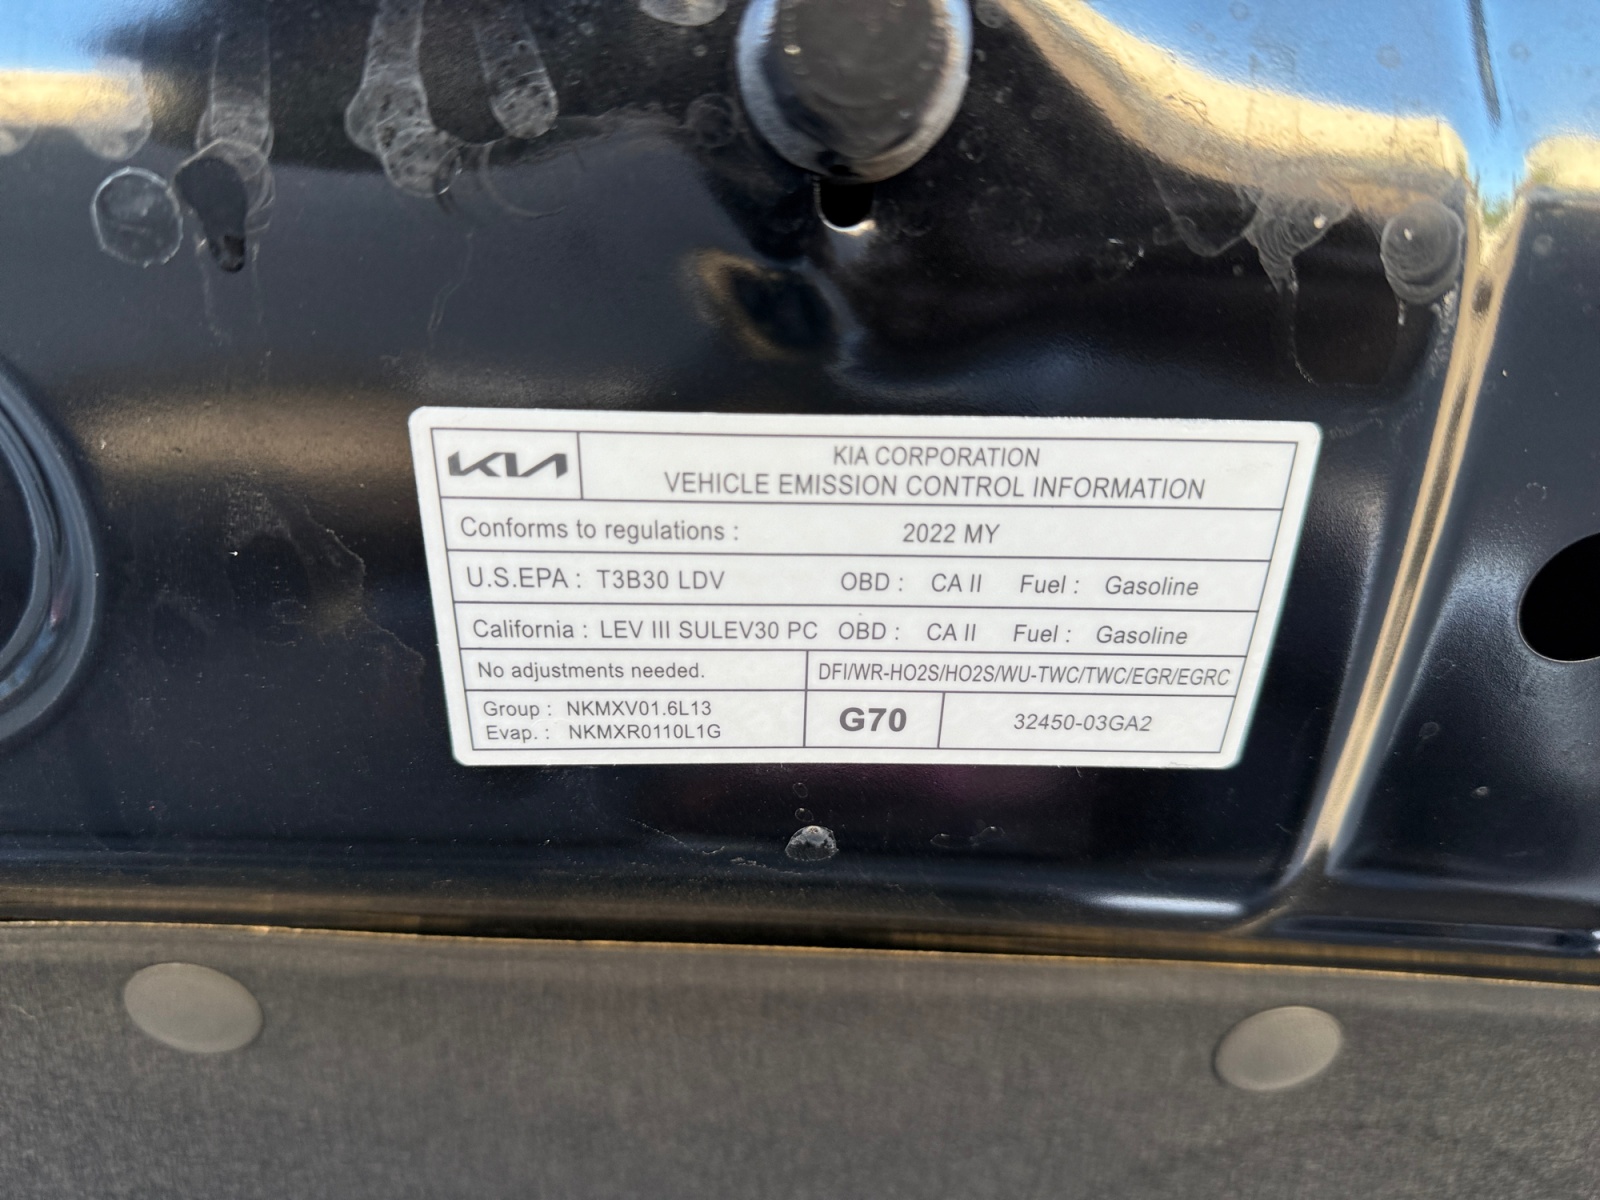 KIA
KIA CORPORATION
VEHICLE EMISSION CONTROL INFORMATION
Conforms to regulations : 2022 MY
U.S.EPA : T3B30 LDV OBD : CA II Fuel : Gasoline
California : LEV III SULEV30 PC OBD : CA II Fuel : Gasoline
No adjustments needed. DFI/WR-HO2S/HO2S/WU-TWC/TWC/EGR/EGRC
Group : NKMXV01.6L13
Evap. : NKMXR0110L1G
G70
32450-03GA2